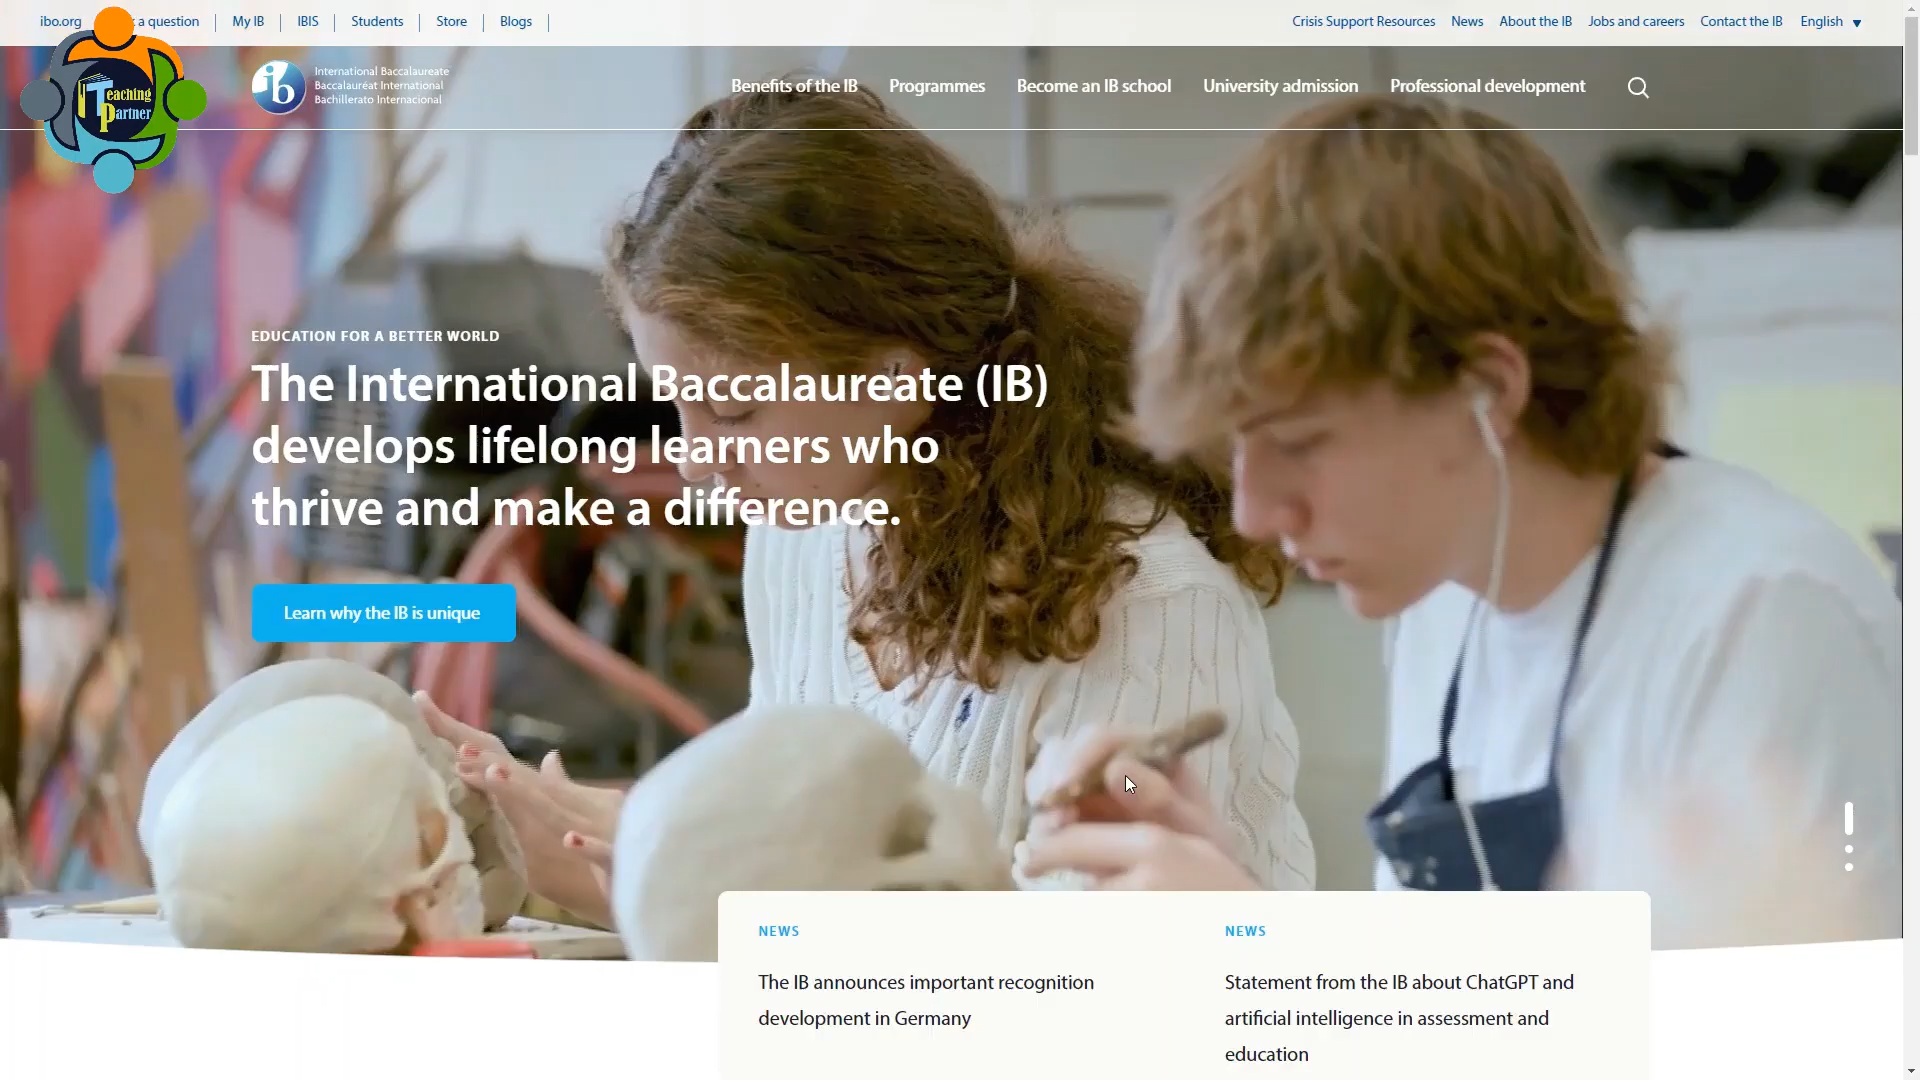 ibo.org
a question
My IB
IBIS
Students
Store
Blogs
Crisis Support Resources
News
About the IB
Jobs and careers
Contact the IB
English
Teaching
Partner
ib
International Baccalaureate
Baccalauréat International
Bachillerato Internacional
Benefits of the IB
Programmes
Become an IB school
University admission
Professional development
EDUCATION FOR A BETTER WORLD
The International Baccalaureate (IB)
develops lifelong learners who
thrive and make a difference.
Learn why the IB is unique
NEWS
The IB announces important recognition
development in Germany
NEWS
Statement from the IB about ChatGPT and
artificial intelligence in assessment and
education